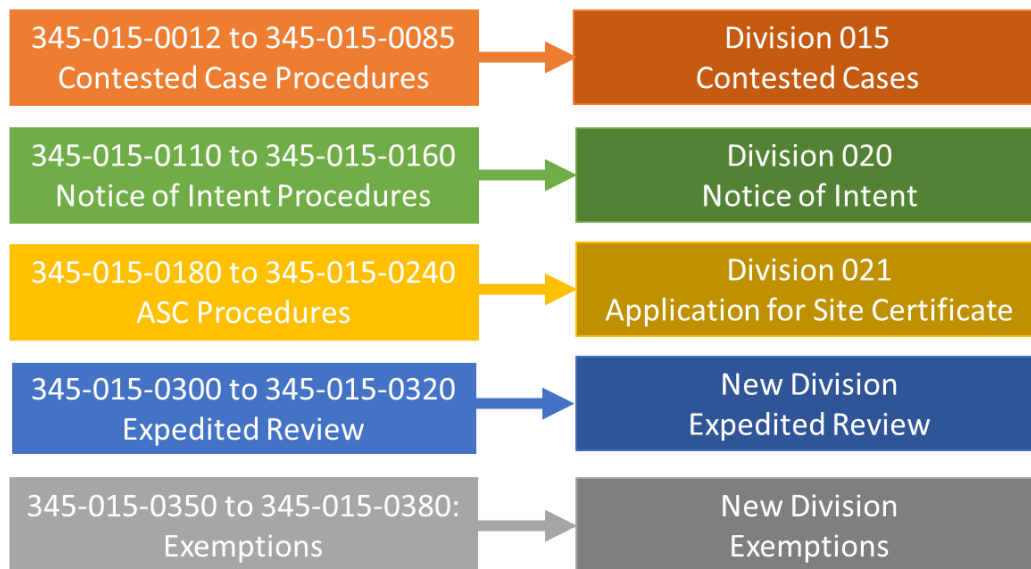 345-015-0012 to 345-015-0085
Contested Case Procedures
Division 015
Contested Cases
345-015-0110 to 345-015-0160
Notice of Intent Procedures
Division 020
Notice of Intent
345-015-0180 to 345-015-0240
ASC Procedures
Division 021
Application for Site Certificate
345-015-0300 to 345-015-0320
Expedited Review
New Division
Expedited Review
345-015-0350 to 345-015-0380:
Exemptions
New Division
Exemptions